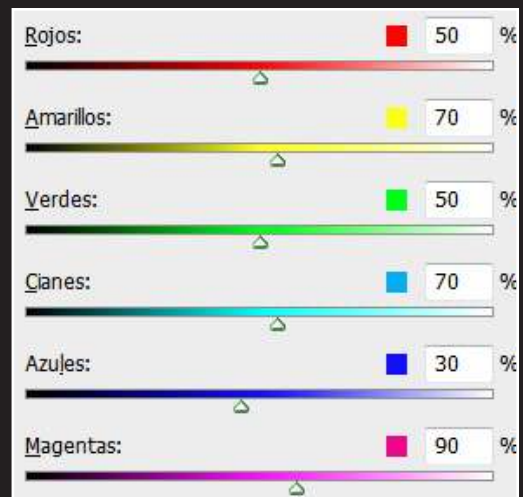 Rojos: 50 %
Amarillos: 70 %
Verdes: 50 %
Cianes: 70 %
Azules: 30 %
Magentas: 90 %